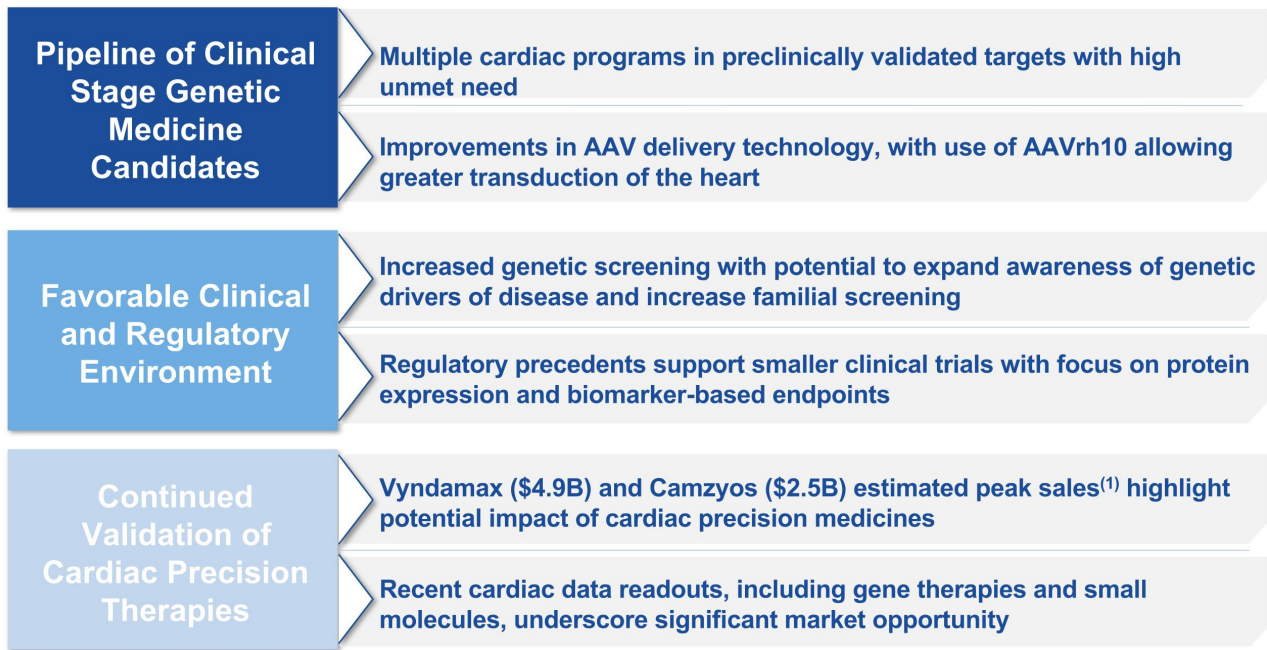 Pipeline of Clinical
Stage Genetic
Medicine
Candidates
Multiple cardiac programs in preclinically validated targets with high
unmet need
Improvements in AAV delivery technology, with use of AAVrh10 allowing
greater transduction of the heart
Favorable Clinical
and Regulatory
Environment
Increased genetic screening with potential to expand awareness of genetic
drivers of disease and increase familial screening
Regulatory precedents support smaller clinical trials with focus on protein
expression and biomarker-based endpoints
Continued
Validation of
Cardiac Precision
Therapies
Vyndamax ($4.9B) and Camzyos ($2.5B) estimated peak sales(1) highlight
potential impact of cardiac precision medicines
Recent cardiac data readouts, including gene therapies and small
molecules, underscore significant market opportunity